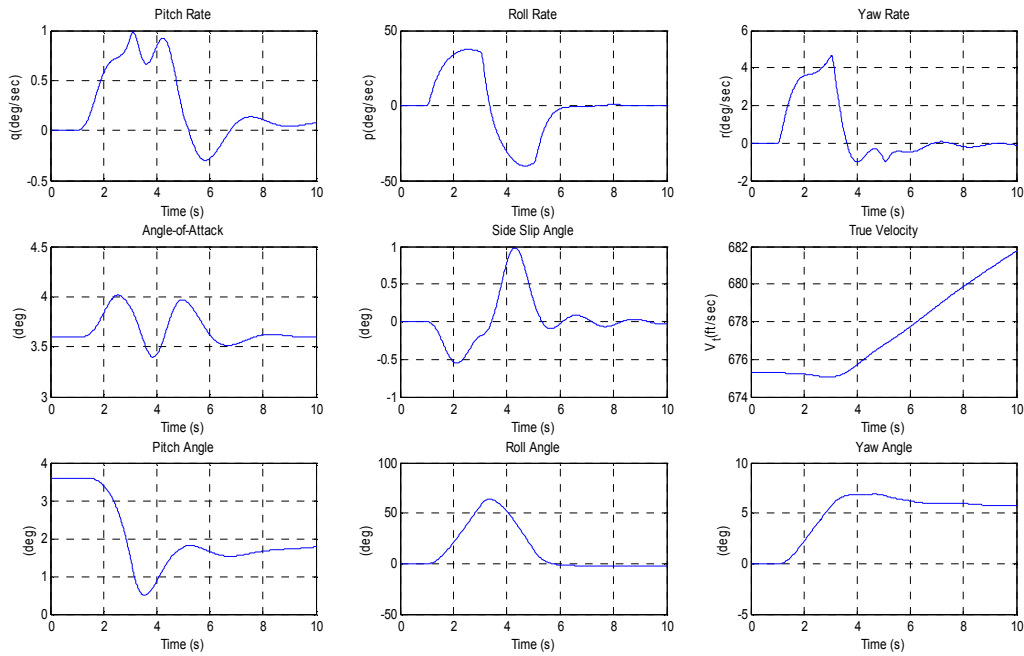 Pitch Rate
1
0.5
0
-0.5
q(deg/sec)
0 2 4 6 8 10
Time (s)
Roll Rate
50
0
-50
p(deg/sec)
0 2 4 6 8 10
Time (s)
Yaw Rate
6
4
2
0
-2
r(deg/sec)
0 2 4 6 8 10
Time (s)
Angle-of-Attack
4.5
4
3.5
3
(deg)
0 2 4 6 8 10
Time (s)
Side Slip Angle
1
0.5
0
-0.5
-1
(deg)
0 2 4 6 8 10
Time (s)
True Velocity
682
680
678
676
674
Vt(ft/sec)
0 2 4 6 8 10
Time (s)
Pitch Angle
4
3
2
1
0
(deg)
0 2 4 6 8 10
Time (s)
Roll Angle
100
50
0
-50
(deg)
0 2 4 6 8 10
Time (s)
Yaw Angle
10
5
0
-5
(deg)
0 2 4 6 8 10
Time (s)